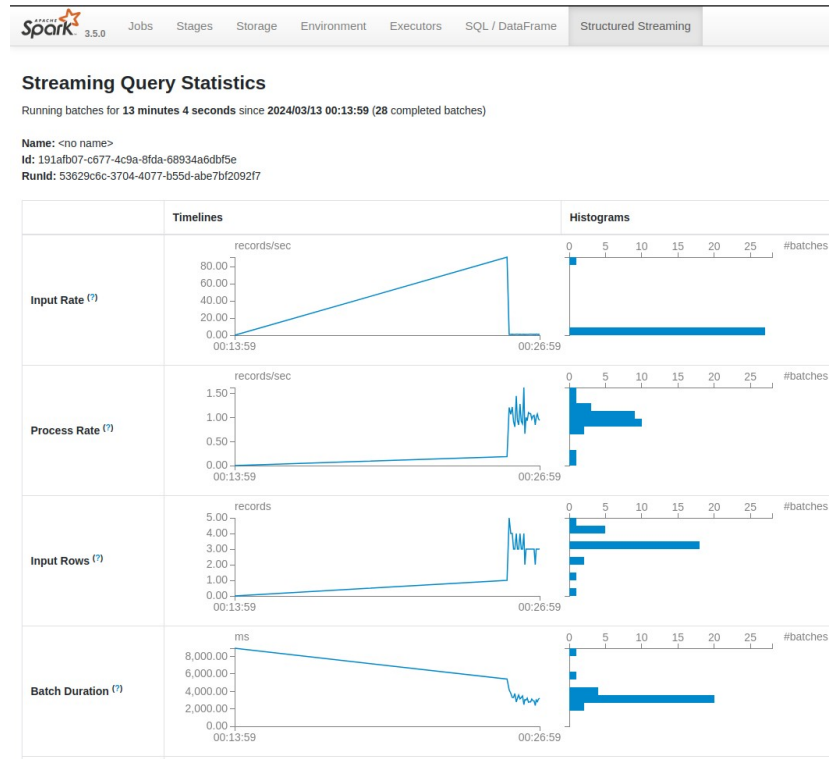 APACHE
Spark 3.5.0 Jobs Stages Storage Environment Executors SQL / DataFrame Structured Streaming
Streaming Query Statistics
Running batches for 13 minutes 4 seconds since 2024/03/13 00:13:59 (28 completed batches)
Name: <no name>
Id: 191afb07-c677-4c9a-8fda-68934a6dbf5e
RunId: 53629c6c-3704-4077-b55d-abe7bf2092f7
Timelines Histograms
Input Rate (?)
records/sec
80.00
60.00
40.00
20.00
0.00
00:13:59 00:26:59
0 5 10 15 20 25 #batches
Process Rate (?)
records/sec
1.50
1.00
0.50
0.00
00:13:59 00:26:59
0 5 10 15 20 25 #batches
Input Rows (?)
records
5.00
4.00
3.00
2.00
1.00
0.00
00:13:59 00:26:59
0 5 10 15 20 25 #batches
Batch Duration (?)
ms
8,000.00
6,000.00
4,000.00
2,000.00
0.00
00:13:59 00:26:59
0 5 10 15 20 25 #batches